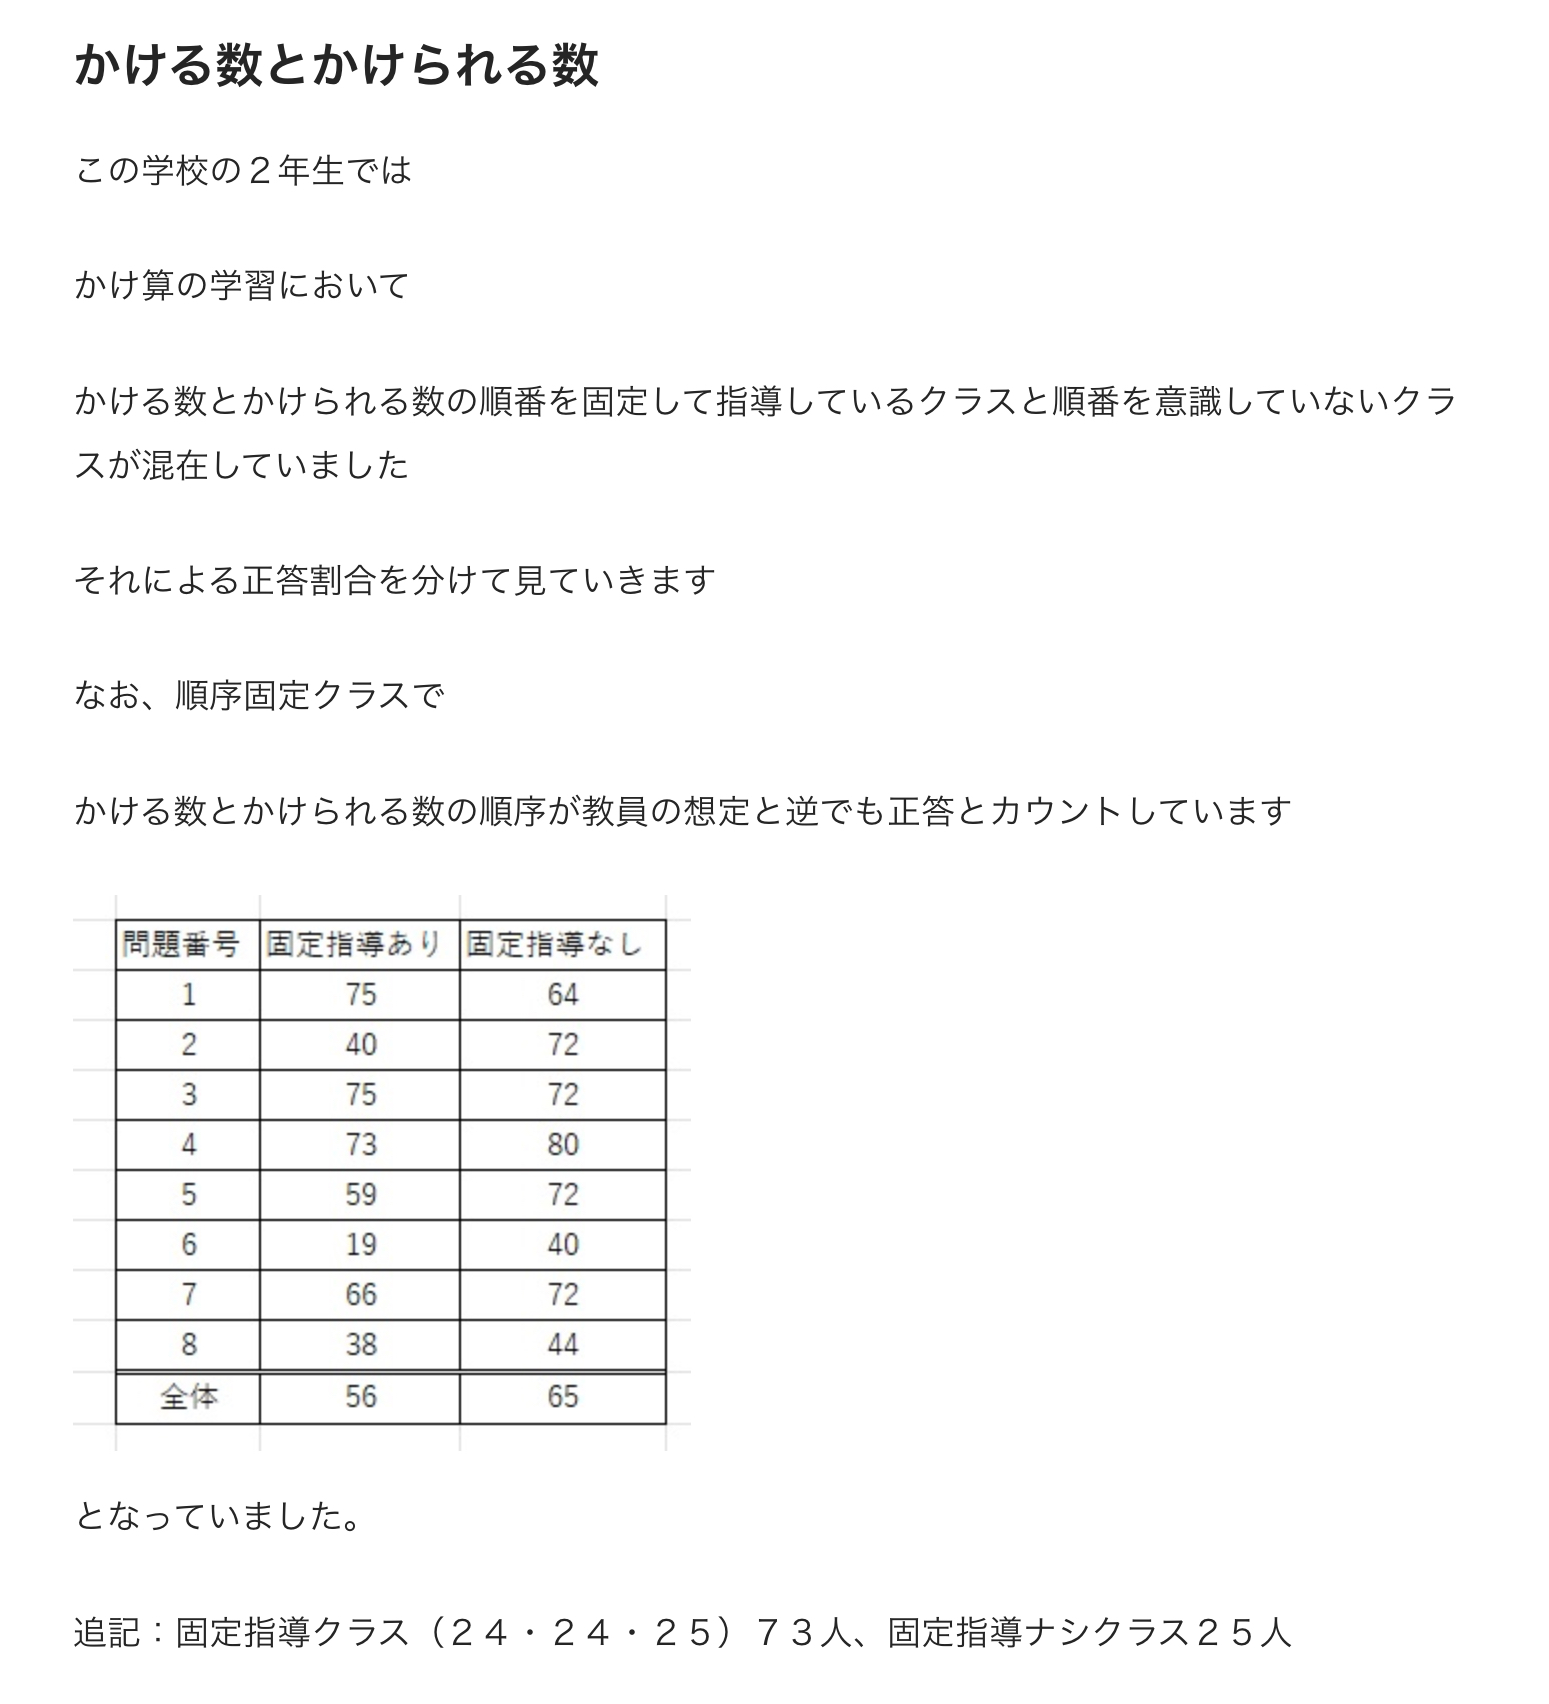 かける数とかけられる数
この学校の２年生では
かけ算の学習において
かける数とかけられる数の順番を固定して指導しているクラスと順番を意識していないクラ
スが混在していました
それによる正答割合を分けて見ていきます
なお、順序固定クラスで
かける数とかけられる数の順序が教員の想定と逆でも正答とカウントしています
問題番号 固定指導あり 固定指導なし
1 75 64
2 40 72
3 75 72
4 73 80
5 59 72
6 19 40
7 66 72
8 38 44
全体 56 65
となっていました。
追記：固定指導クラス（２４・２４・２５）７３人、固定指導ナシクラス２５人